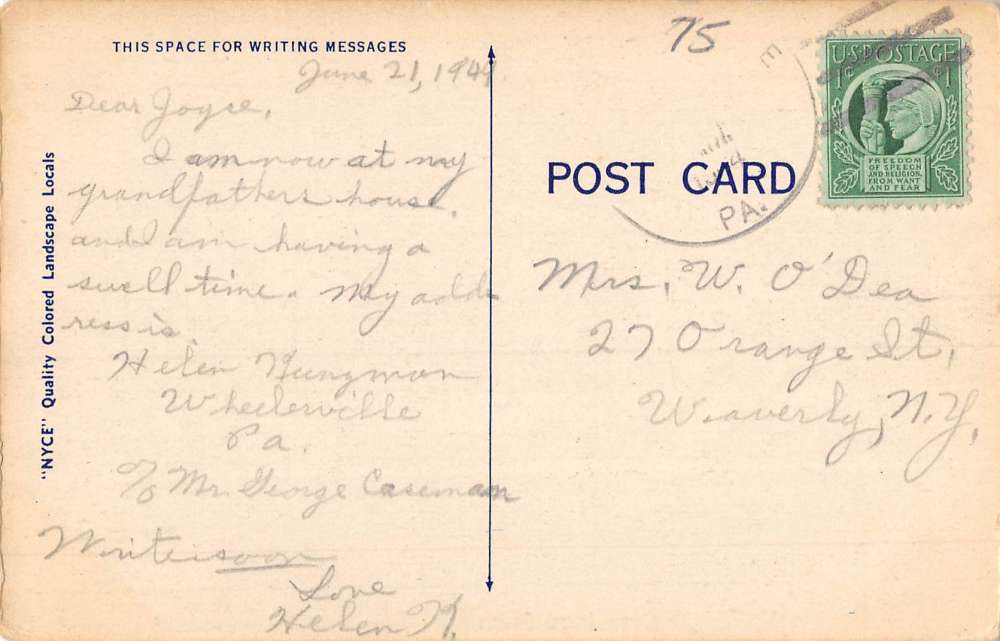 75
THIS SPACE FOR WRITING MESSAGES
June 21, 1944
Dear Joyce,
I am now at my
grandfathers house,
and am having a
swell time. My add-
ress is,
Helen
Wheelerville
Pa.
c/o Mr. George Caseman
Write soon
Love
Helen K.
"NYCE" Quality Colored Landscape Locals
POST CARD
PA.
U.S.POSTAGE
1¢ 1¢
FREEDOM
OF SPEECH
AND RELIGION,
FROM WANT
AND FEAR
Mrs. W. O'Dea
27 Orange St.,
Waverly, N.Y.